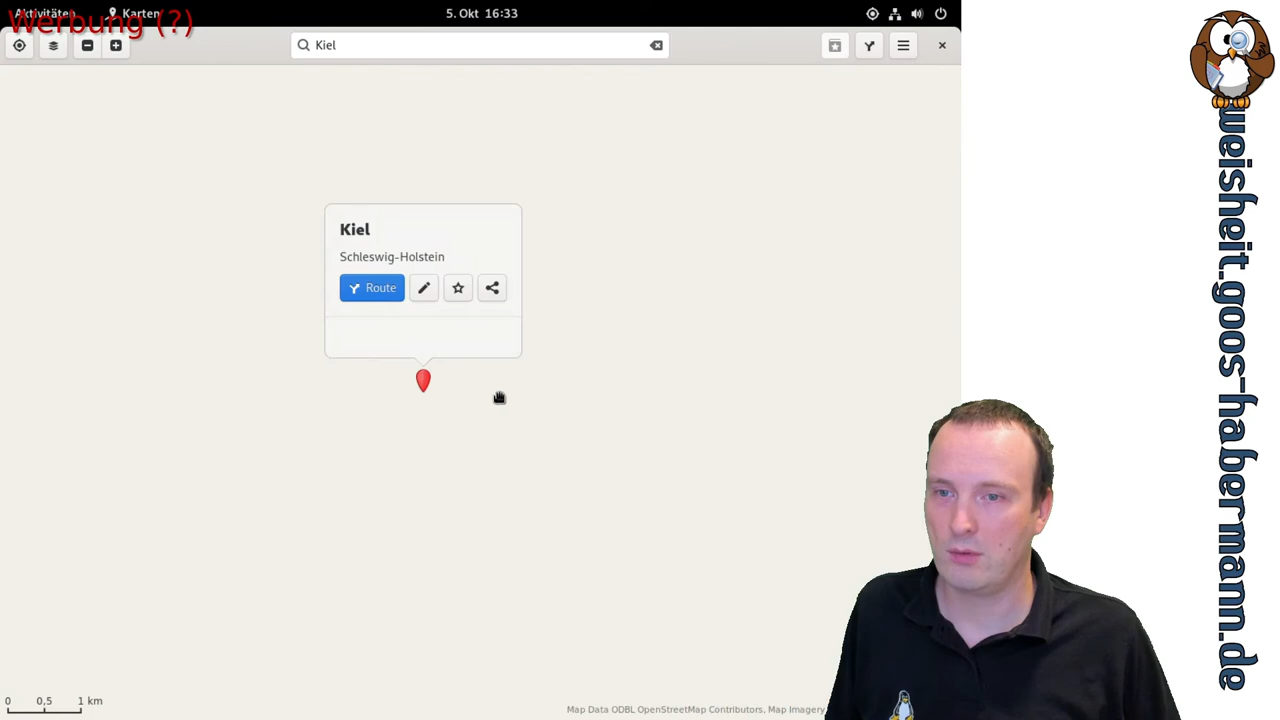 Aktivitäten Karten 5. Okt 16:33
Werbung (?)
Kiel
Kiel
Schleswig-Holstein
Route
0 0,5 1 km
Map Data ODBL OpenStreetMap Contributors, Map Imagery
weisheit.goos-habermann.de